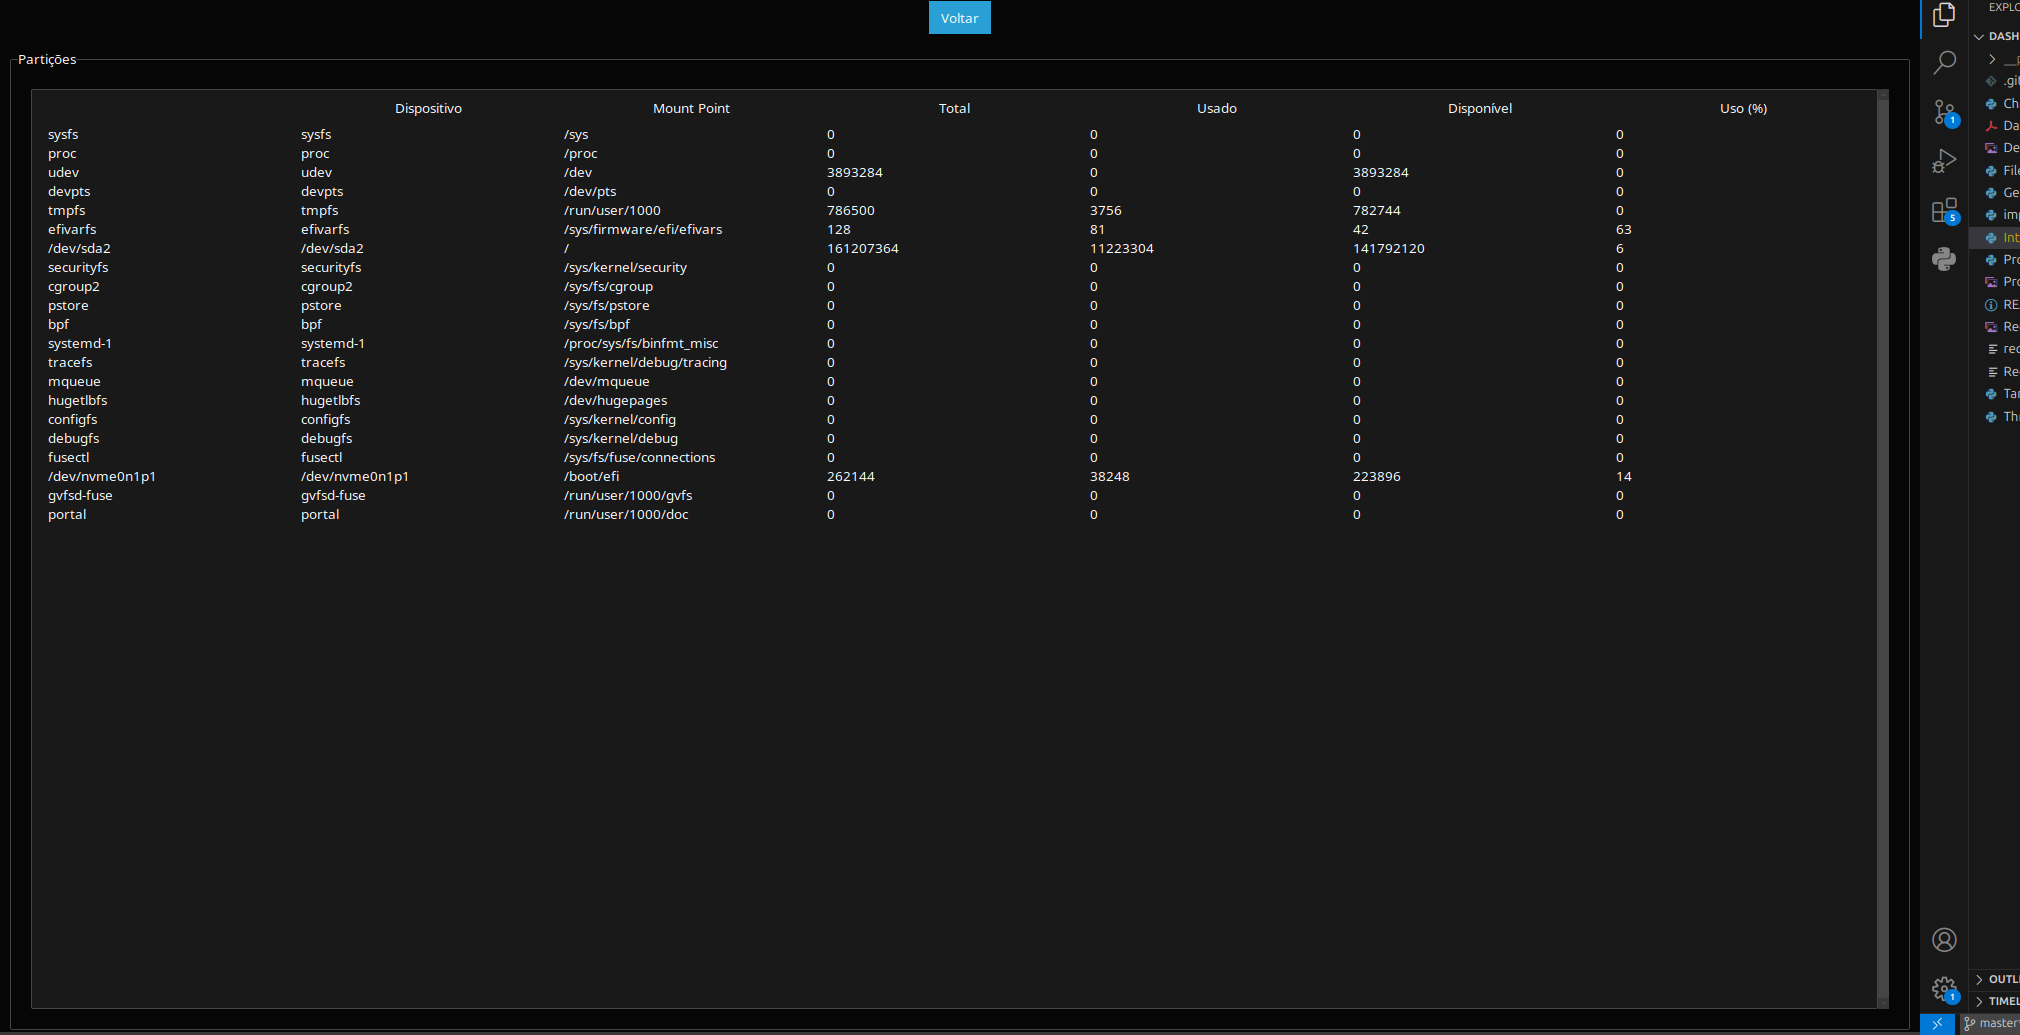 Voltar
Partições
Dispositivo Mount Point Total Usado Disponível Uso (%)
sysfs sysfs /sys 0 0 0 0
proc proc /proc 0 0 0 0
udev udev /dev 3893284 0 3893284 0
devpts devpts /dev/pts 0 0 0 0
tmpfs tmpfs /run/user/1000 786500 3756 782744 0
efivarfs efivarfs /sys/firmware/efi/efivars 128 81 42 63
/dev/sda2 /dev/sda2 / 161207364 11223304 141792120 6
securityfs securityfs /sys/kernel/security 0 0 0 0
cgroup2 cgroup2 /sys/fs/cgroup 0 0 0 0
pstore pstore /sys/fs/pstore 0 0 0 0
bpf bpf /sys/fs/bpf 0 0 0 0
systemd-1 systemd-1 /proc/sys/fs/binfmt_misc 0 0 0 0
tracefs tracefs /sys/kernel/debug/tracing 0 0 0 0
mqueue mqueue /dev/mqueue 0 0 0 0
hugetlbfs hugetlbfs /dev/hugepages 0 0 0 0
configfs configfs /sys/kernel/config 0 0 0 0
debugfs debugfs /sys/kernel/debug 0 0 0 0
fusectl fusectl /sys/fs/fuse/connections 0 0 0 0
/dev/nvme0n1p1 /dev/nvme0n1p1 /boot/efi 262144 38248 223896 14
gvfsd-fuse gvfsd-fuse /run/user/1000/gvfs 0 0 0 0
portal portal /run/user/1000/doc 0 0 0 0
1
5
1
EXPLO
DASH
.git
Ch
Da
De
File
Ge
im
Int
Pro
Pro
RE
Re
rec
Re
Tar
Thr
OUTLI
TIMEL
master*